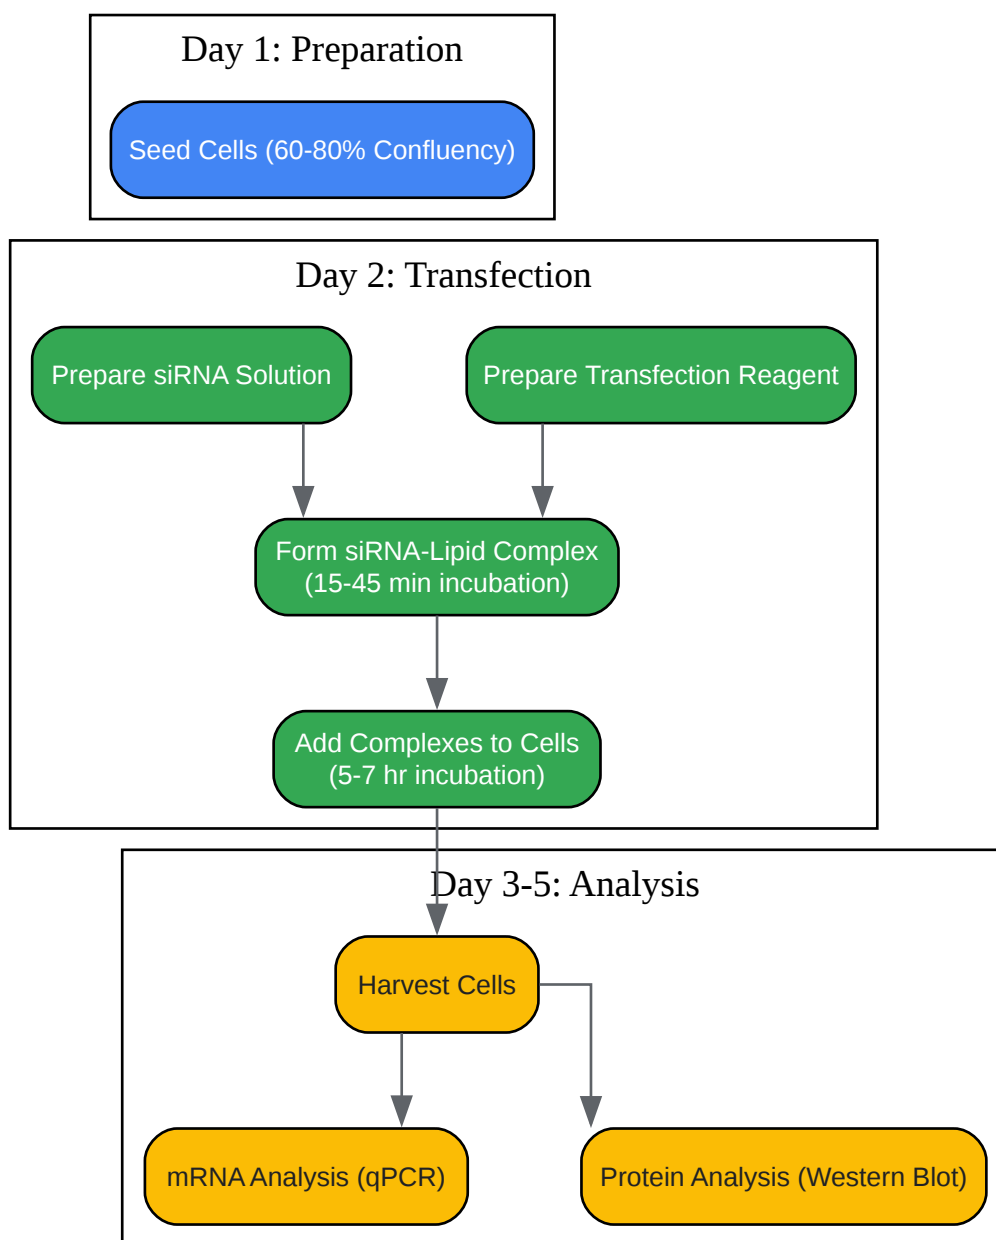 Day 1: Preparation
Seed Cells (60-80% Confluency)
Day 2: Transfection
Prepare siRNA Solution
Prepare Transfection Reagent
Form siRNA-Lipid Complex
(15-45 min incubation)
Add Complexes to Cells
(5-7 hr incubation)
Day 3-5: Analysis
Harvest Cells
mRNA Analysis (qPCR)
Protein Analysis (Western Blot)